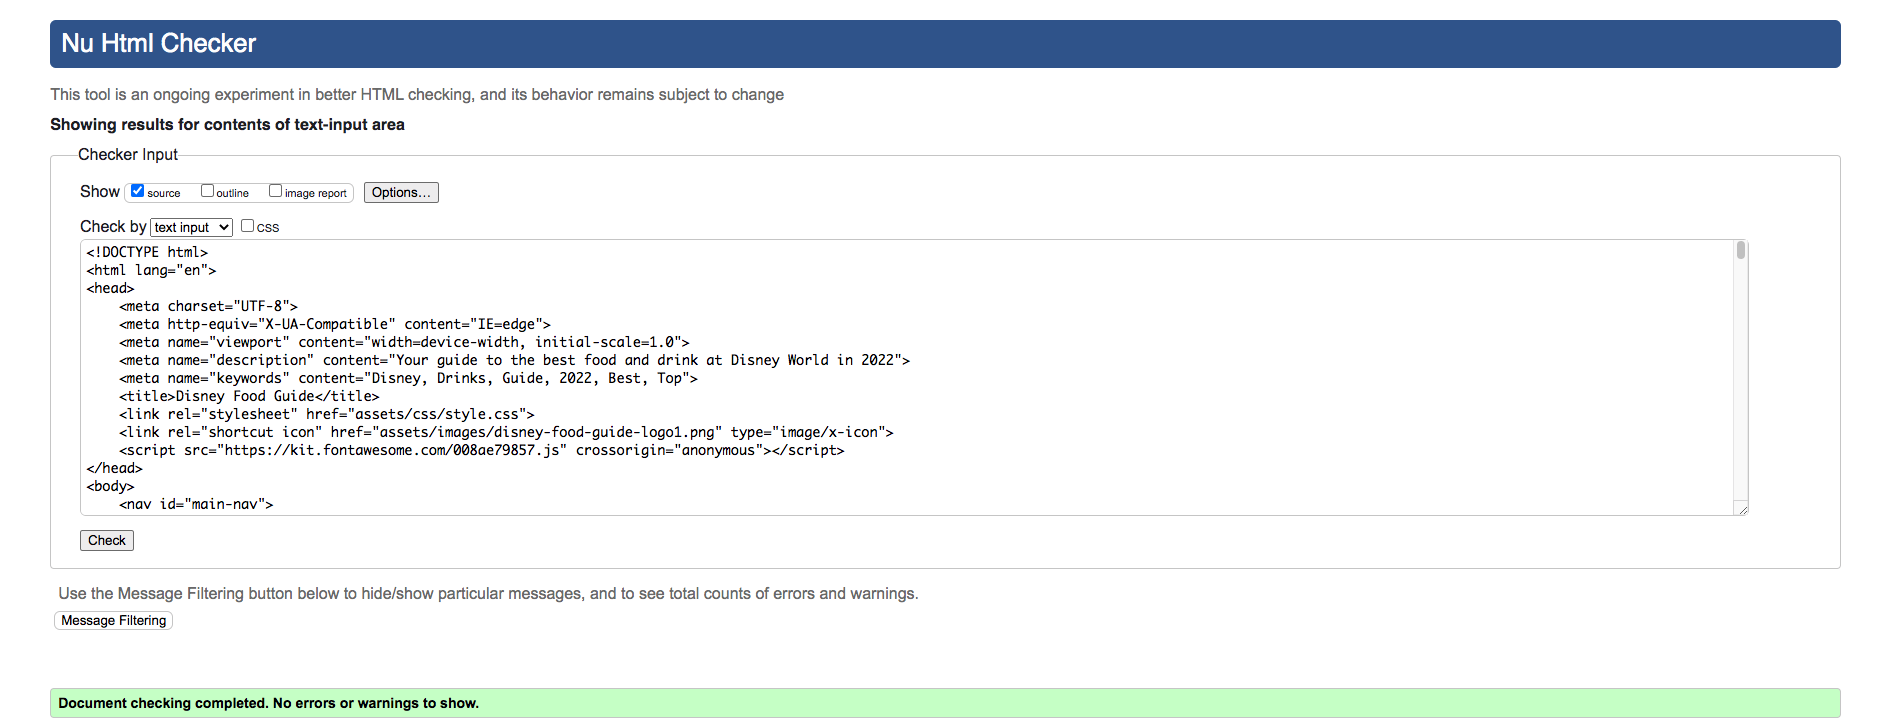 Nu Html Checker
This tool is an ongoing experiment in better HTML checking, and its behavior remains subject to change
Showing results for contents of text-input area
Checker Input
Show source outline image report Options...
Check by text input css
<!DOCTYPE html>
<html lang="en">
<head>
    <meta charset="UTF-8">
    <meta http-equiv="X-UA-Compatible" content="IE=edge">
    <meta name="viewport" content="width=device-width, initial-scale=1.0">
    <meta name="description" content="Your guide to the best food and drink at Disney World in 2022">
    <meta name="keywords" content="Disney, Drinks, Guide, 2022, Best, Top">
    <title>Disney Food Guide</title>
    <link rel="stylesheet" href="assets/css/style.css">
    <link rel="shortcut icon" href="assets/images/disney-food-guide-logo1.png" type="image/x-icon">
    <script src="https://kit.fontawesome.com/008ae79857.js" crossorigin="anonymous"></script>
</head>
<body>
    <nav id="main-nav">
Check
Use the Message Filtering button below to hide/show particular messages, and to see total counts of errors and warnings.
Message Filtering
Document checking completed. No errors or warnings to show.